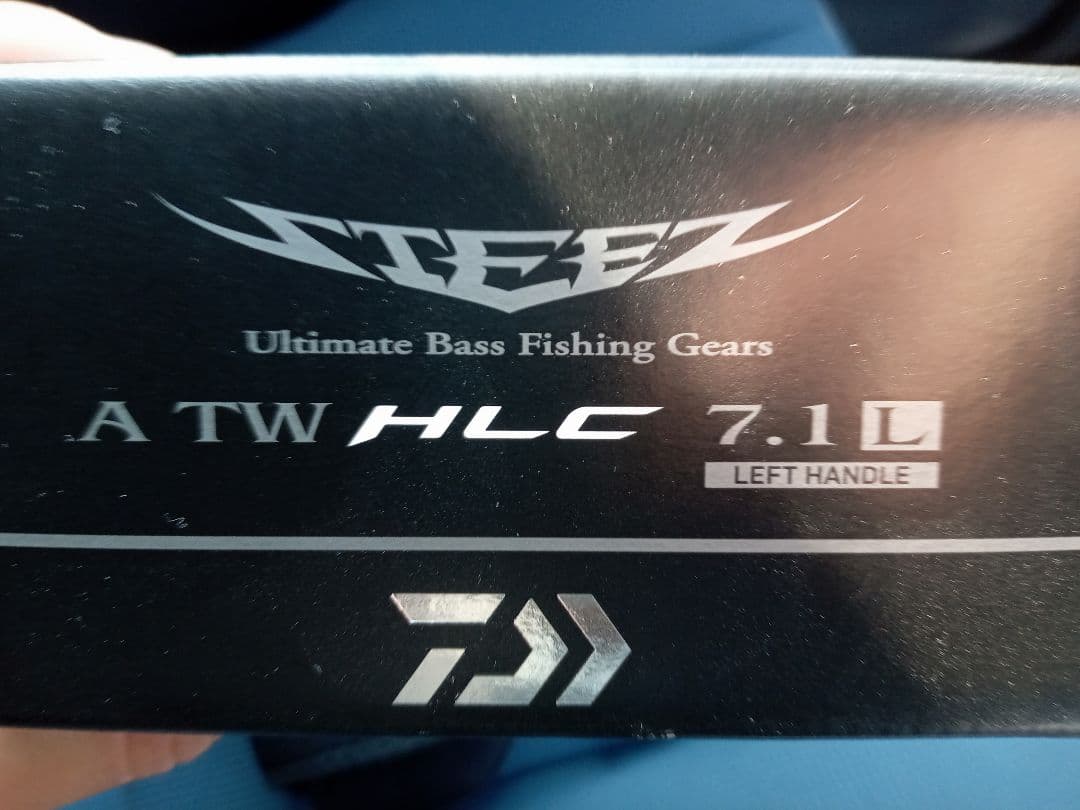 STEEZ
Ultimate Bass Fishing Gears
A TW HLC 7.1 L
LEFT HANDLE